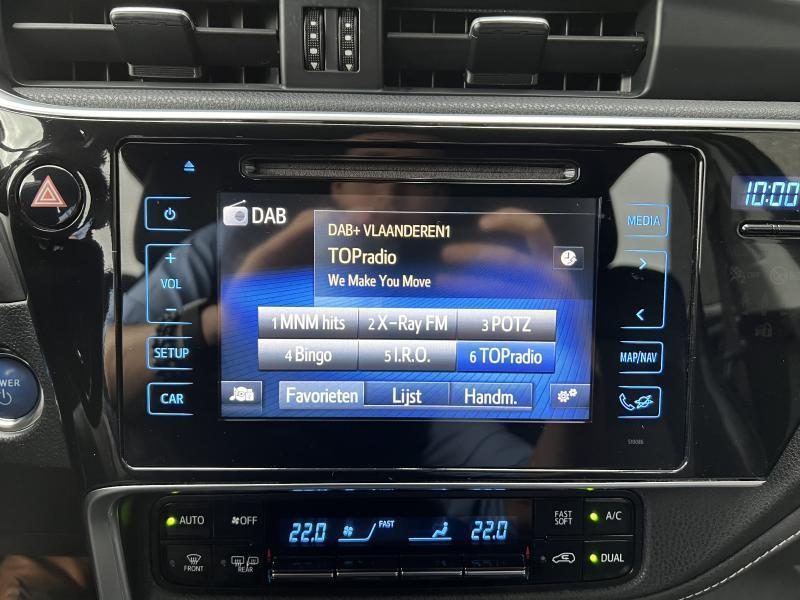 10:00
DAB
MEDIA
DAB+ VLAANDEREN1
TOPradio
We Make You Move
+
VOL
-
1 MNM hits
2 X-Ray FM
3 POTZ
4 Bingo
5 I.R.O.
6 TOPradio
SETUP
MAP/NAV
CAR
Favorieten
Lijst
Handm.
POWER
510086
AUTO
OFF
22.0
FAST
22.0
FAST
SOFT
A/C
FRONT
REAR
DUAL